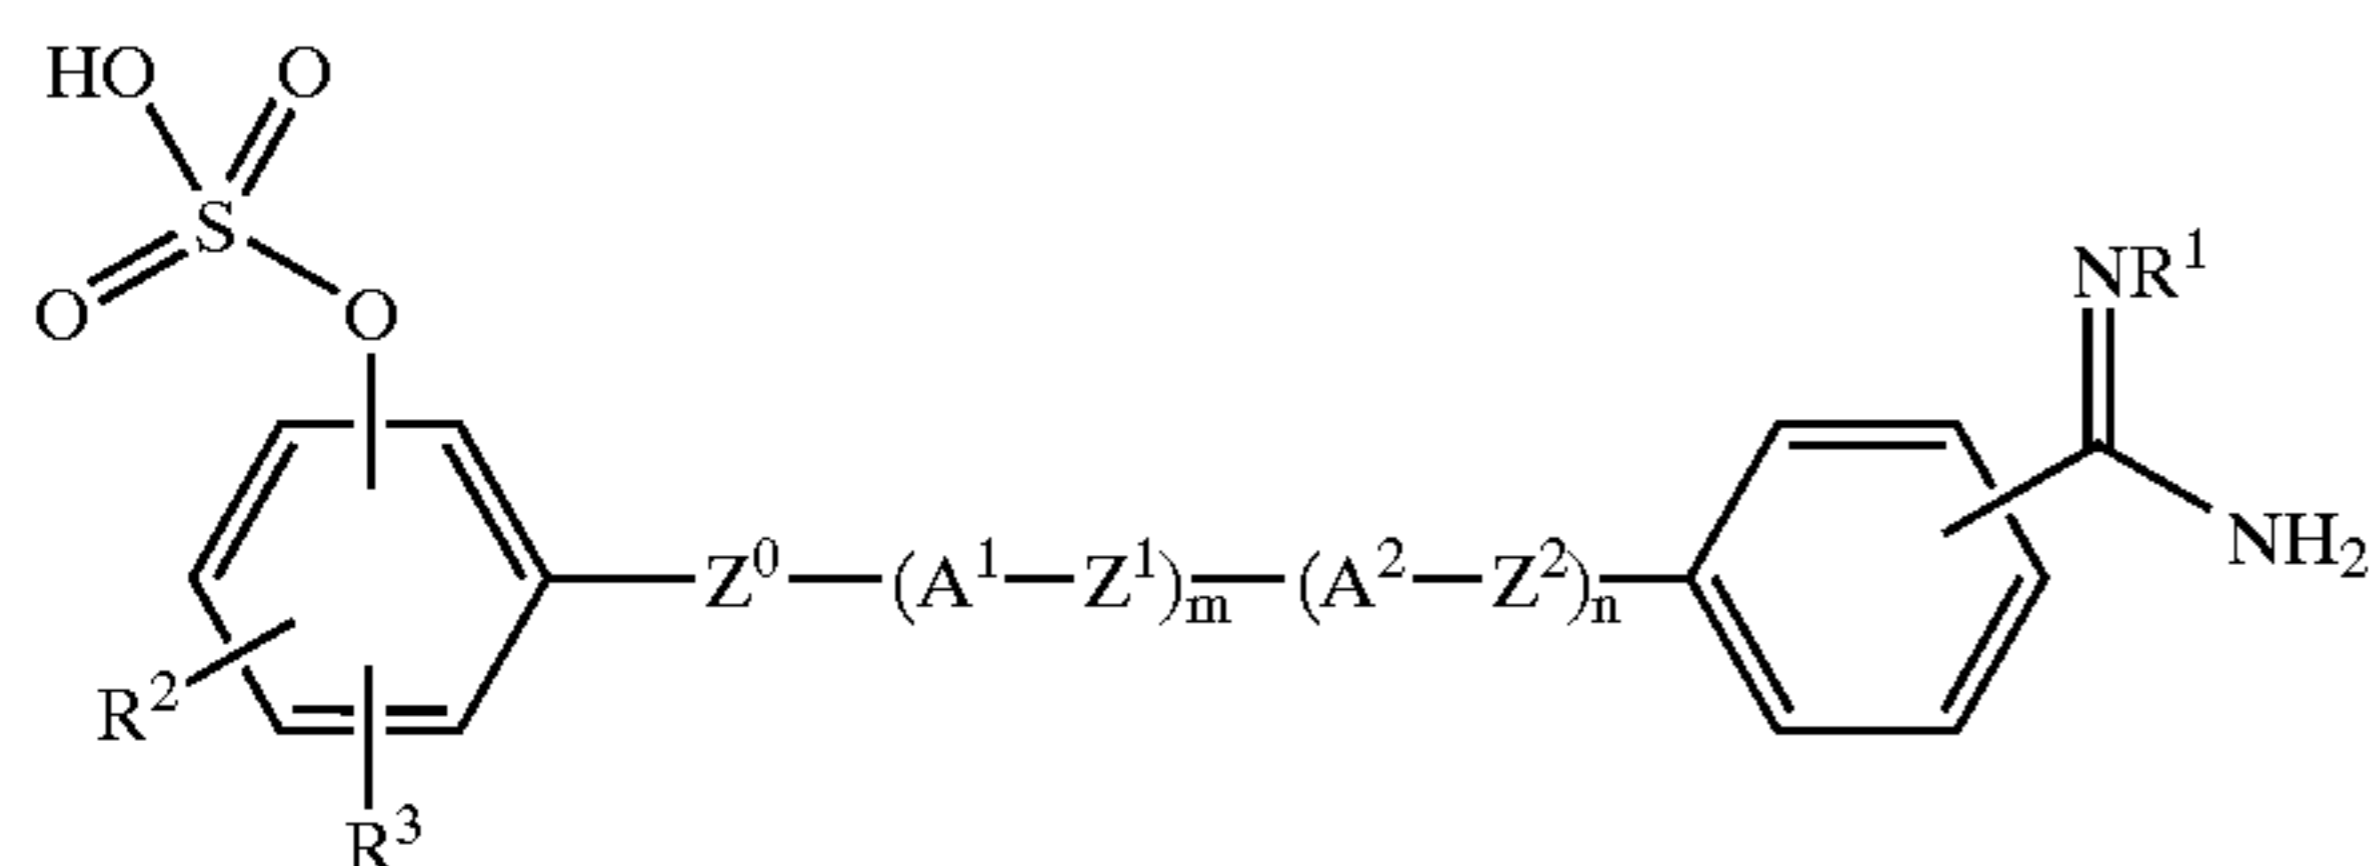 HO O
S
NR¹
O O
Z⁰—(A¹—Z¹)ₘ—(A²—Z²)ₙ
NH₂
R²
R³